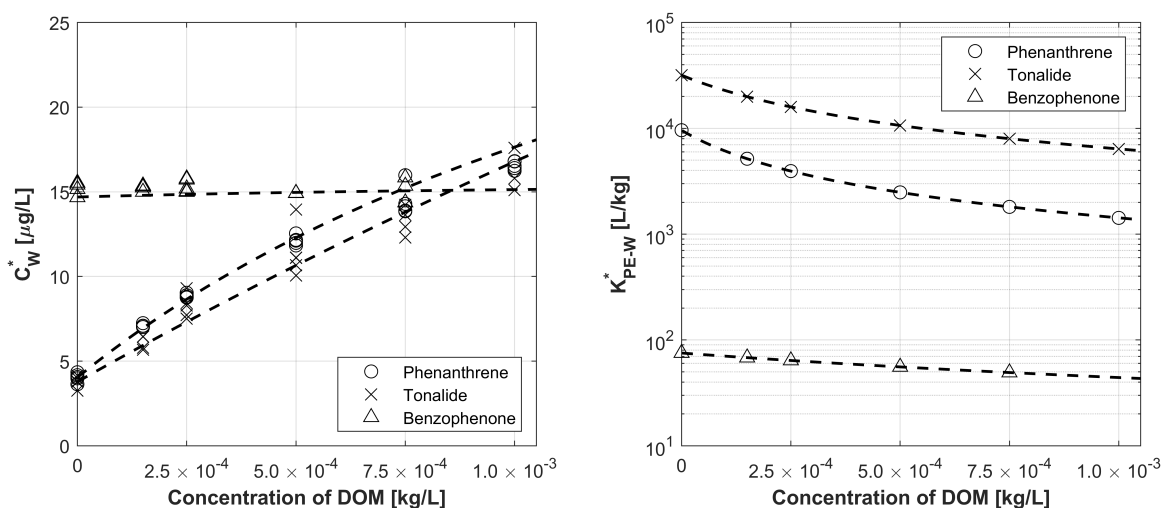 25
20
15
10
5
0
C*W [μg/L]
0 2.5 × 10-4 5.0 × 10-4 7.5 × 10-4 1.0 × 10-3
Concentration of DOM [kg/L]
Phenanthrene
Tonalide
Benzophenone
105
104
103
102
101
K*PE-W [L/kg]
0 2.5 × 10-4 5.0 × 10-4 7.5 × 10-4 1.0 × 10-3
Concentration of DOM [kg/L]
Phenanthrene
Tonalide
Benzophenone